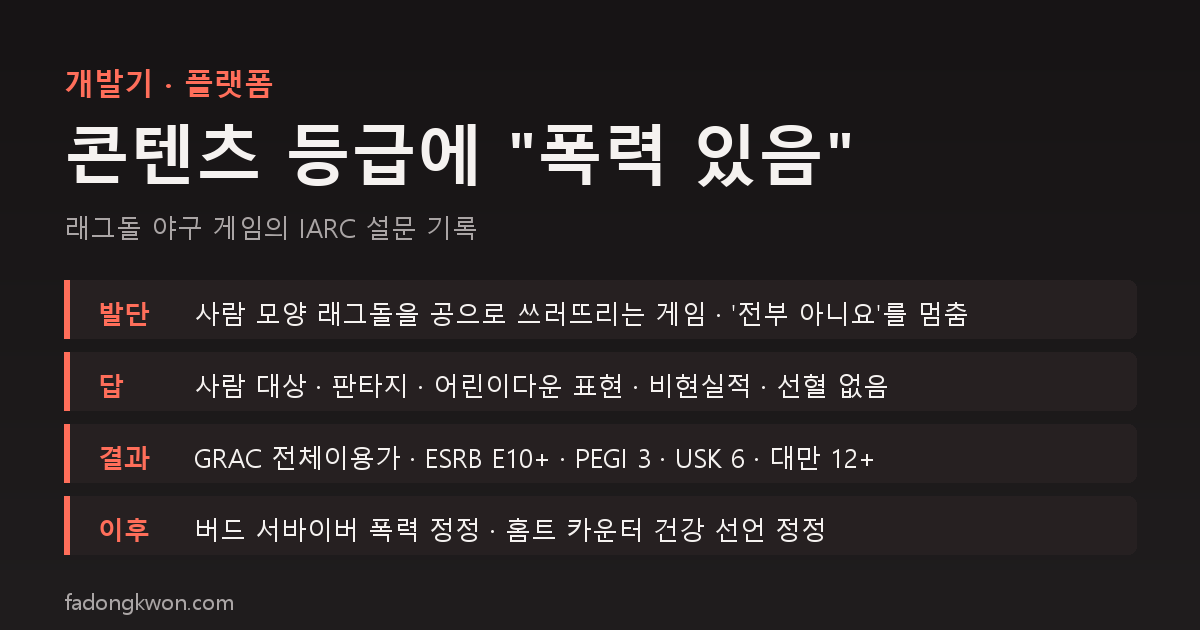 개발기 · 플랫폼
콘텐츠 등급에 "폭력 있음"
래그돌 야구 게임의 IARC 설문 기록
발단 사람 모양 래그돌을 공으로 쓰러뜨리는 게임 · '전부 아니요'를 멈춤
답 사람 대상 · 판타지 · 어린이다운 표현 · 비현실적 · 선혈 없음
결과 GRAC 전체이용가 · ESRB E10+ · PEGI 3 · USK 6 · 대만 12+
이후 버드 서바이버 폭력 정정 · 홈트 카운터 건강 선언 정정
fadongkwon.com